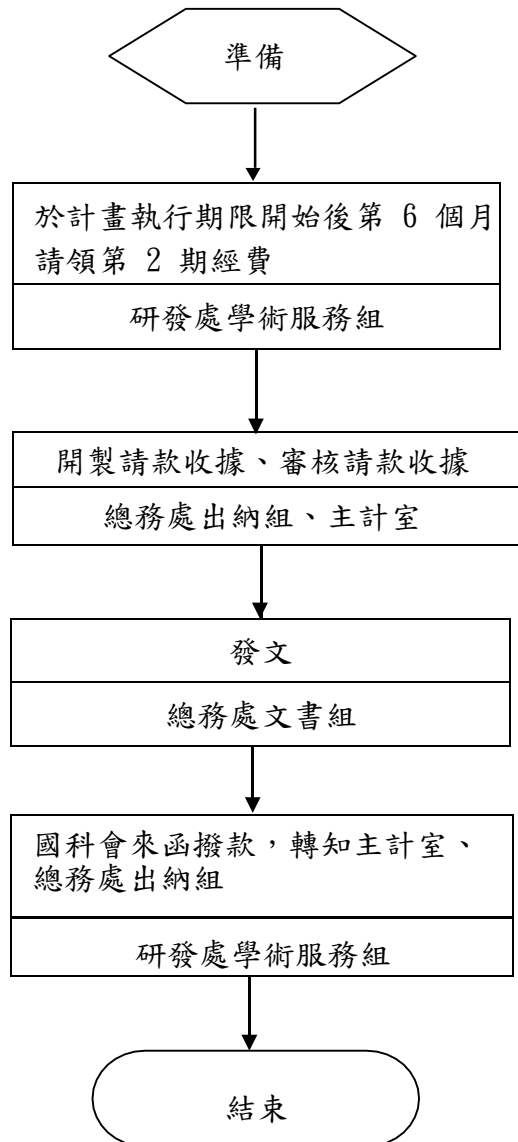 準備
於計畫執行期限開始後第 6 個月
請領第 2 期經費
研發處學術服務組
開製請款收據、審核請款收據
總務處出納組、主計室
發文
總務處文書組
國科會來函撥款，轉知主計室、
總務處出納組
研發處學術服務組
結束